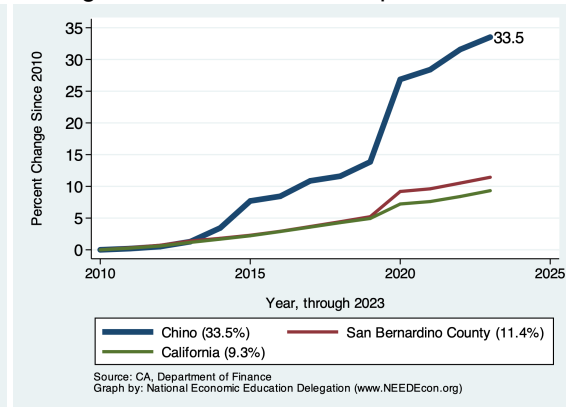 35
30
25
20
15
10
5
0
Percent Change Since 2010
33.5
2010 2015 2020 2025
Year, through 2023
Chino (33.5%) San Bernardino County (11.4%)
California (9.3%)
Source: CA, Department of Finance
Graph by: National Economic Education Delegation (www.NEEDEcon.org)